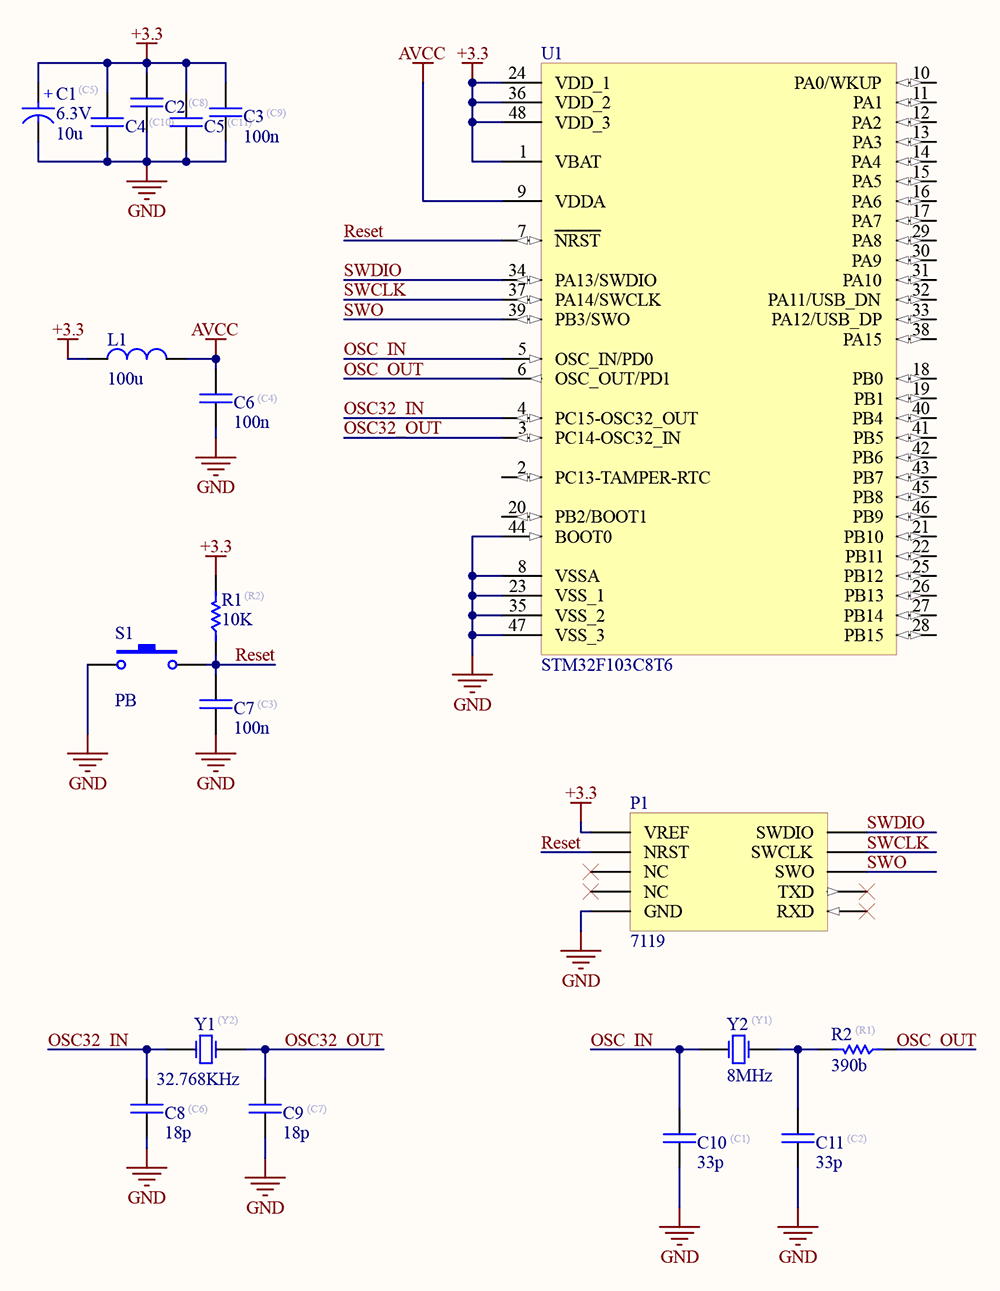 +3.3
+ C1 (C5)
6.3V
10u
C2 (C8)
C4 (C10)
C5 (C11)
C3 (C9)
100n
GND
+3.3
L1
100u
AVCC
C6 (C4)
100n
GND
+3.3
R1 (R2)
10K
S1
PB
Reset
C7 (C3)
100n
GND
GND
AVCC
+3.3
U1
24 VDD_1
36 VDD_2
48 VDD_3
1 VBAT
9 VDDA
Reset 7 NRST
SWDIO 34 PA13/SWDIO
SWCLK 37 PA14/SWCLK
SWO 39 PB3/SWO
OSC_IN 5 OSC_IN/PD0
OSC_OUT 6 OSC_OUT/PD1
OSC32_IN 4 PC15-OSC32_OUT
OSC32_OUT 3 PC14-OSC32_IN
2 PC13-TAMPER-RTC
20 PB2/BOOT1
44 BOOT0
8 VSSA
23 VSS_1
35 VSS_2
47 VSS_3
GND
PA0/WKUP 10
PA1 11
PA2 12
PA3 13
PA4 14
PA5 15
PA6 16
PA7 17
PA8 29
PA9 30
PA10 31
PA11/USB_DN 32
PA12/USB_DP 33
PA15 38
PB0 18
PB1 19
PB4 40
PB5 41
PB6 42
PB7 43
PB8 45
PB9 46
PB10 21
PB11 22
PB12 25
PB13 26
PB14 27
PB15 28
STM32F103C8T6
+3.3
P1
VREF
Reset NRST
NC
NC
GND
SWDIO SWDIO
SWCLK SWCLK
SWO SWO
TXD
RXD
7119
GND
OSC32_IN
Y1 (Y2)
32.768KHz
OSC32_OUT
C8 (C6)
18p
C9 (C7)
18p
GND
GND
OSC_IN
Y2 (Y1)
8MHz
R2 (R1)
390b
OSC_OUT
C10 (C1)
33p
C11 (C2)
33p
GND
GND